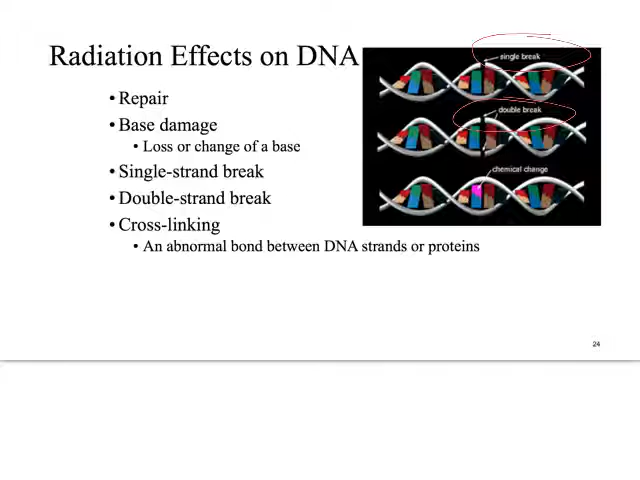 Radiation Effects on DNA
• Repair
• Base damage
• Loss or change of a base
• Single-strand break
• Double-strand break
• Cross-linking
• An abnormal bond between DNA strands or proteins
single break
double break
chemical change
24